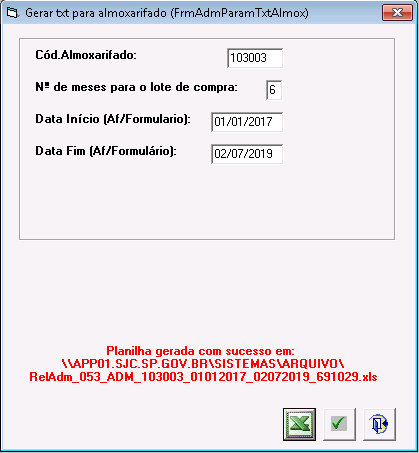 Gerar txt para almoxarifado (FrmAdmParamTxtAlmox)
Cód.Almoxarifado: 103003
Nº de meses para o lote de compra: 6
Data Início (Af/Formulario): 01/01/2017
Data Fim (Af/Formulário): 02/07/2019
Planilha gerada com sucesso em:
\\APP01.SJC.SP.GOV.BR\SISTEMAS\ARQUIVO\
RelAdm_053_ADM_103003_01012017_02072019_691029.xls